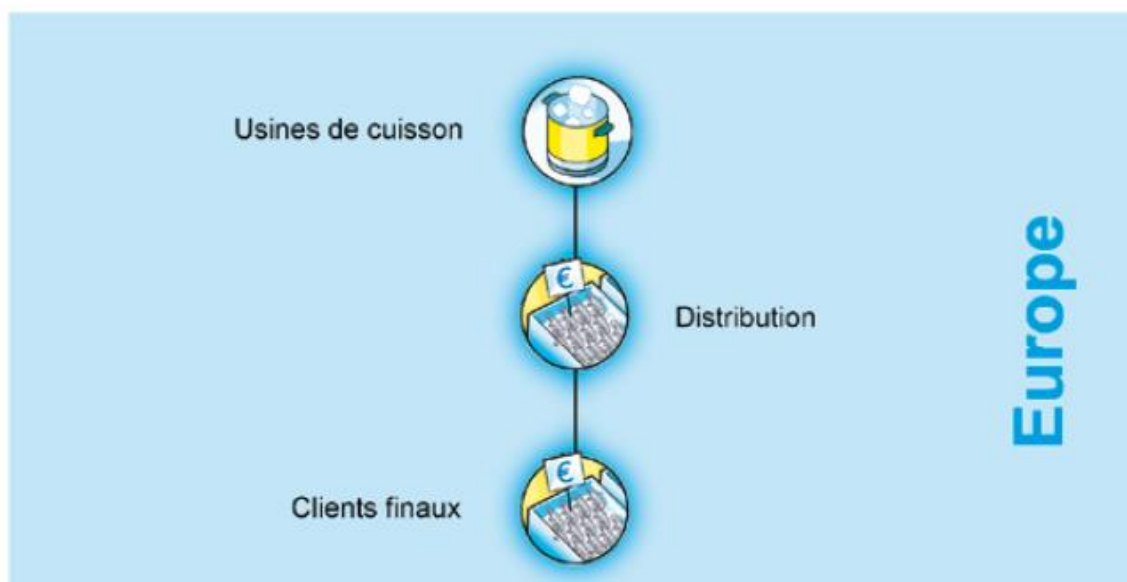 Usines de cuisson
€
Distribution
€
Clients finaux
Europe